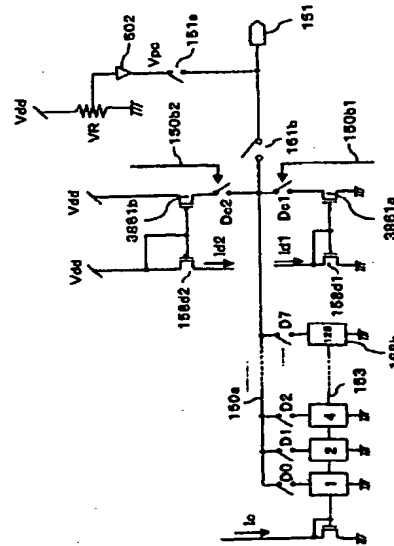 502
151a
151
Vdd
Vpc
VR
150b2
161b
150b1
Vdd
3861b
Dc2
Dc1
3861a
Vdd
Id2
Id1
158d2
158d1
150a
D7
128
D2
153
4
D1
2
D0
1
Ic